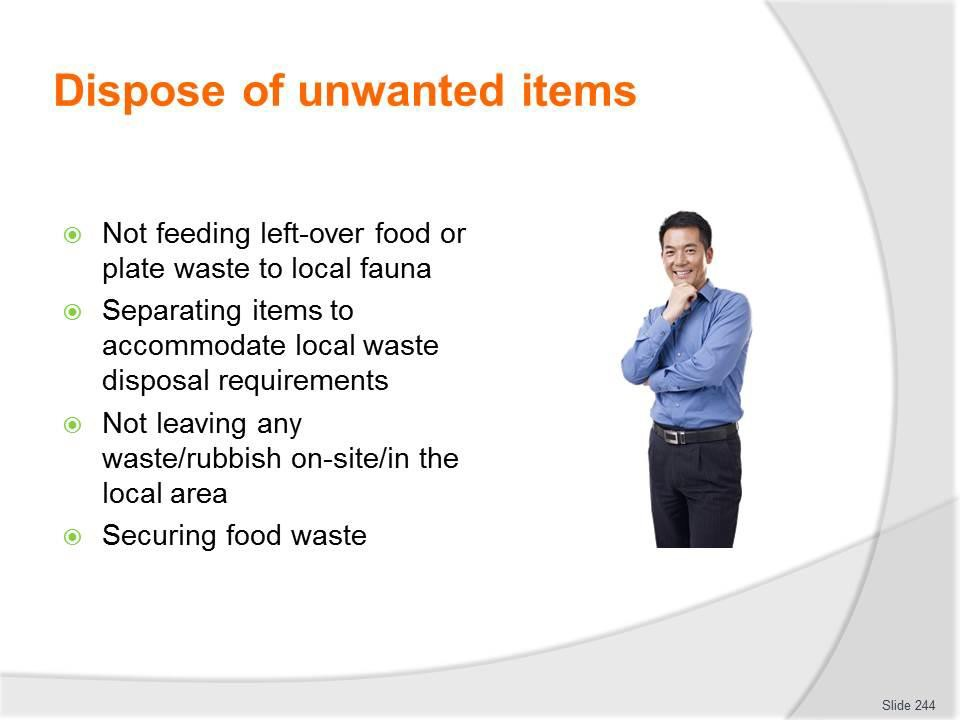 Dispose of unwanted items
Not feeding left-over food or
plate waste to local fauna
Separating items to
accommodate local waste
disposal requirements
Not leaving any
waste/rubbish on-site/in the
local area
Securing food waste
Slide 244